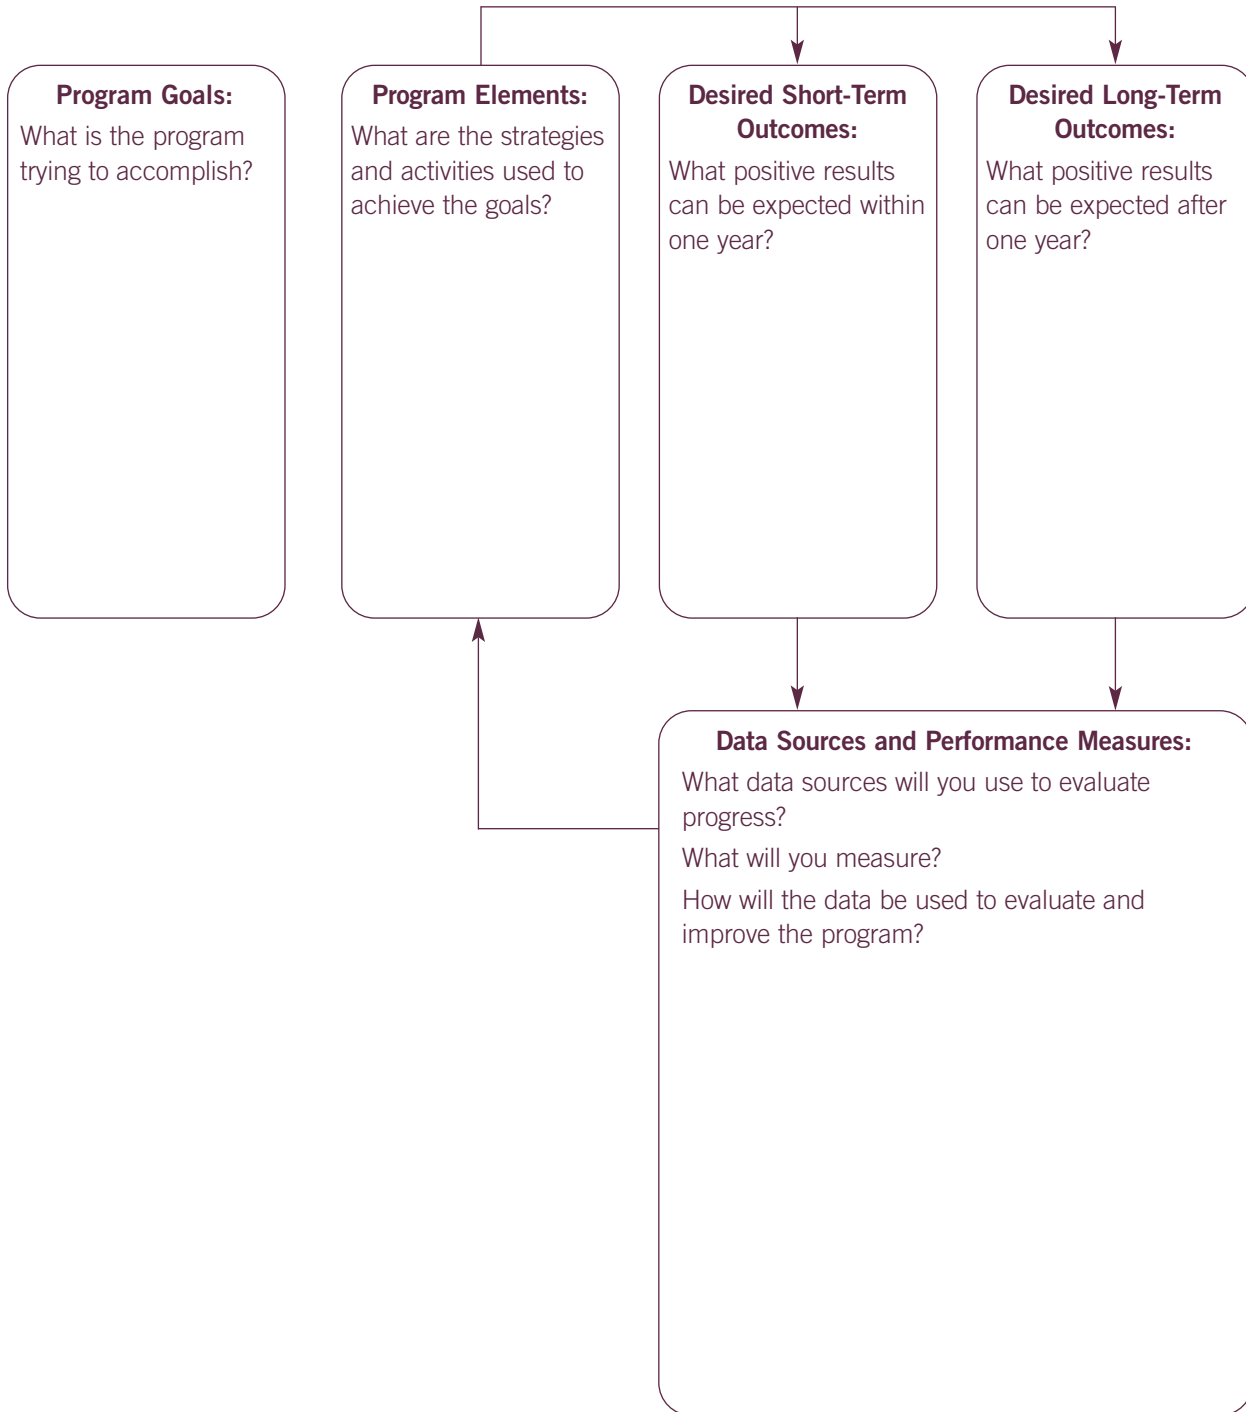 Program Goals:
What is the program
trying to accomplish?
Program Elements:
What are the strategies
and activities used to
achieve the goals?
Desired Short-Term
Outcomes:
What positive results
can be expected within
one year?
Desired Long-Term
Outcomes:
What positive results
can be expected after
one year?
Data Sources and Performance Measures:
What data sources will you use to evaluate
progress?
What will you measure?
How will the data be used to evaluate and
improve the program?